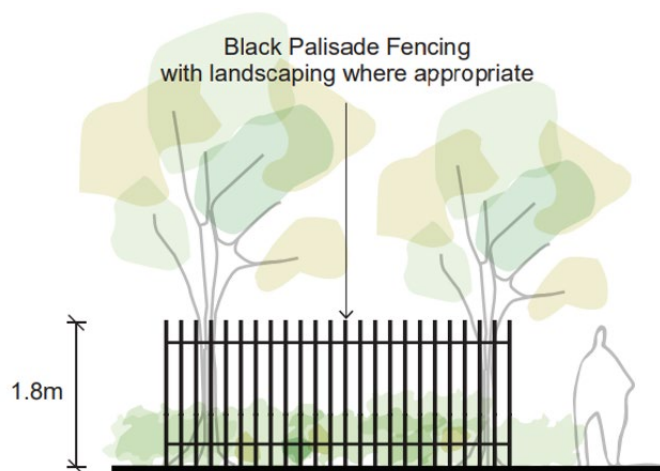 Black Palisade Fencing
with landscaping where appropriate
1.8m